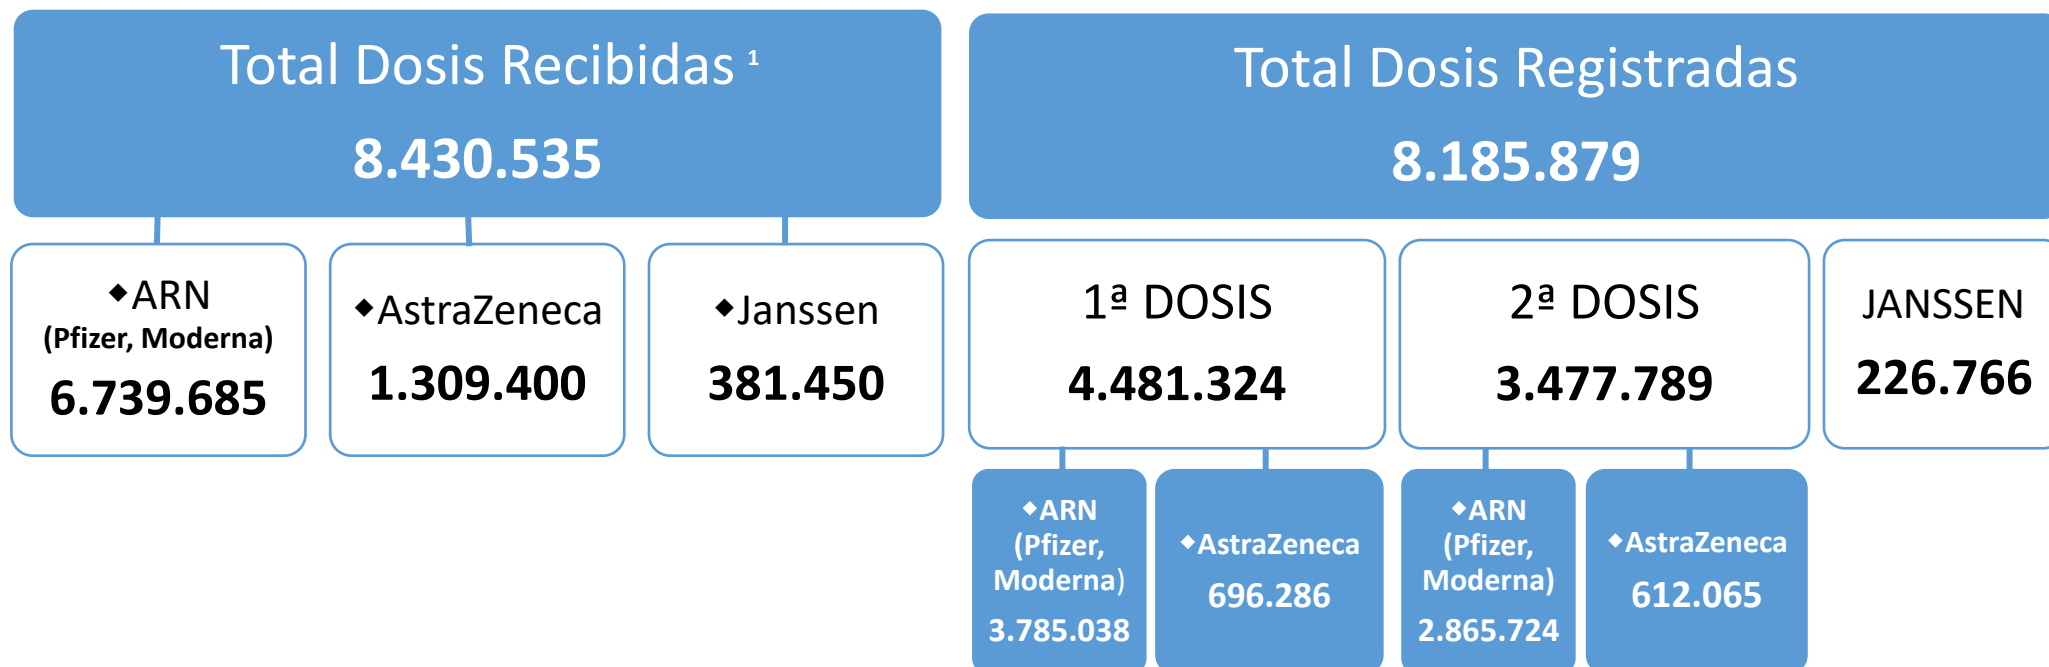 Total Dosis Recibidas ¹
8.430.535
◆ARN
(Pfizer, Moderna)
6.739.685
◆AstraZeneca
1.309.400
◆Janssen
381.450
Total Dosis Registradas
8.185.879
1ª DOSIS
4.481.324
2ª DOSIS
3.477.789
JANSSEN
226.766
◆ARN
(Pfizer,
Moderna)
3.785.038
◆AstraZeneca
696.286
◆ARN
(Pfizer,
Moderna)
2.865.724
◆AstraZeneca
612.065